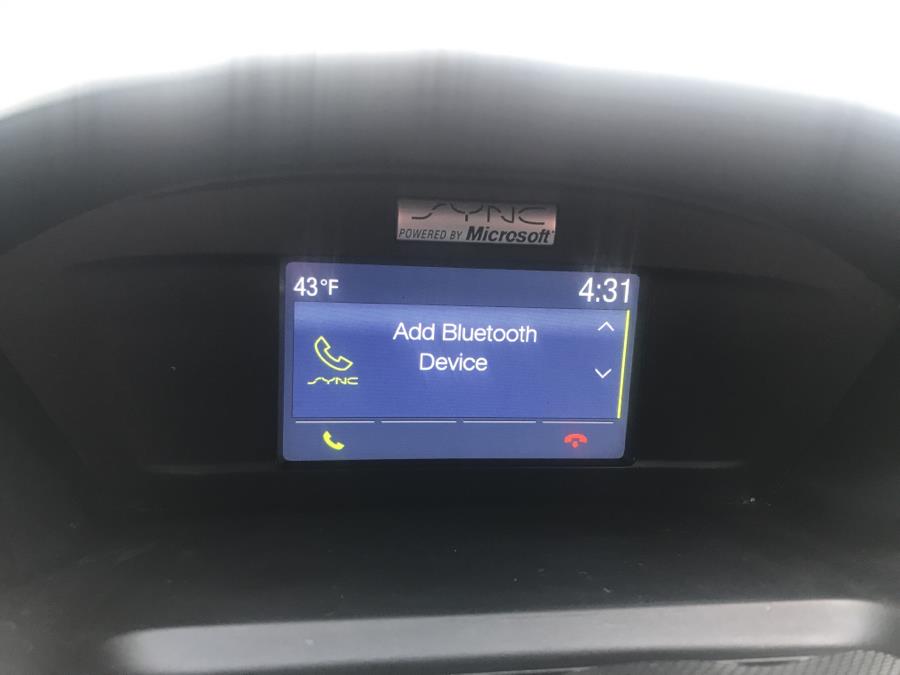 SYNC
POWERED BY Microsoft
43°F 4:31
Add Bluetooth
Device
SYNC